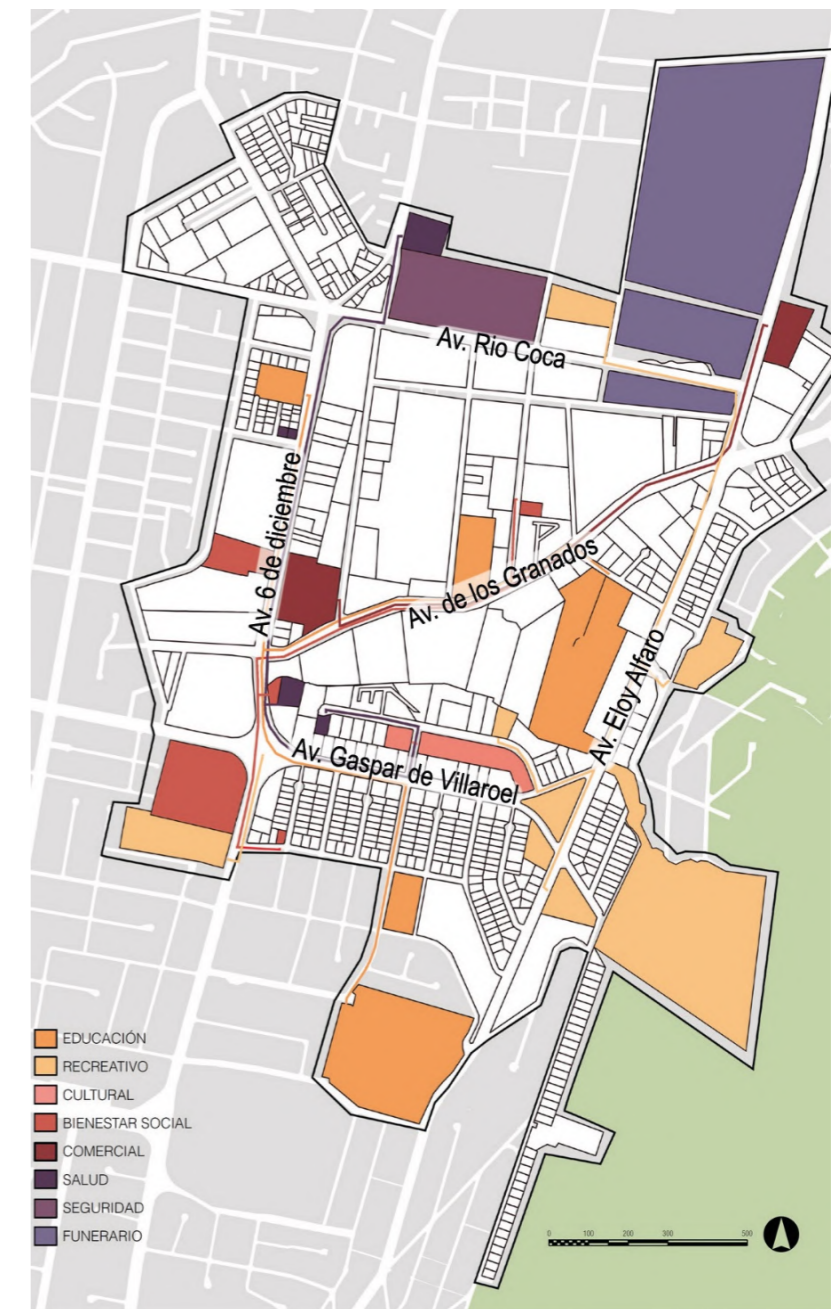 Av. Rio Coca
Av. 6 de diciembre
Av. de los Granados
Av. Eloy Alfaro
Av. Gaspar de Villaroel
EDUCACIÓN
RECREATIVO
CULTURAL
BIENESTAR SOCIAL
COMERCIAL
SALUD
SEGURIDAD
FUNERARIO
0 100 200 300 500